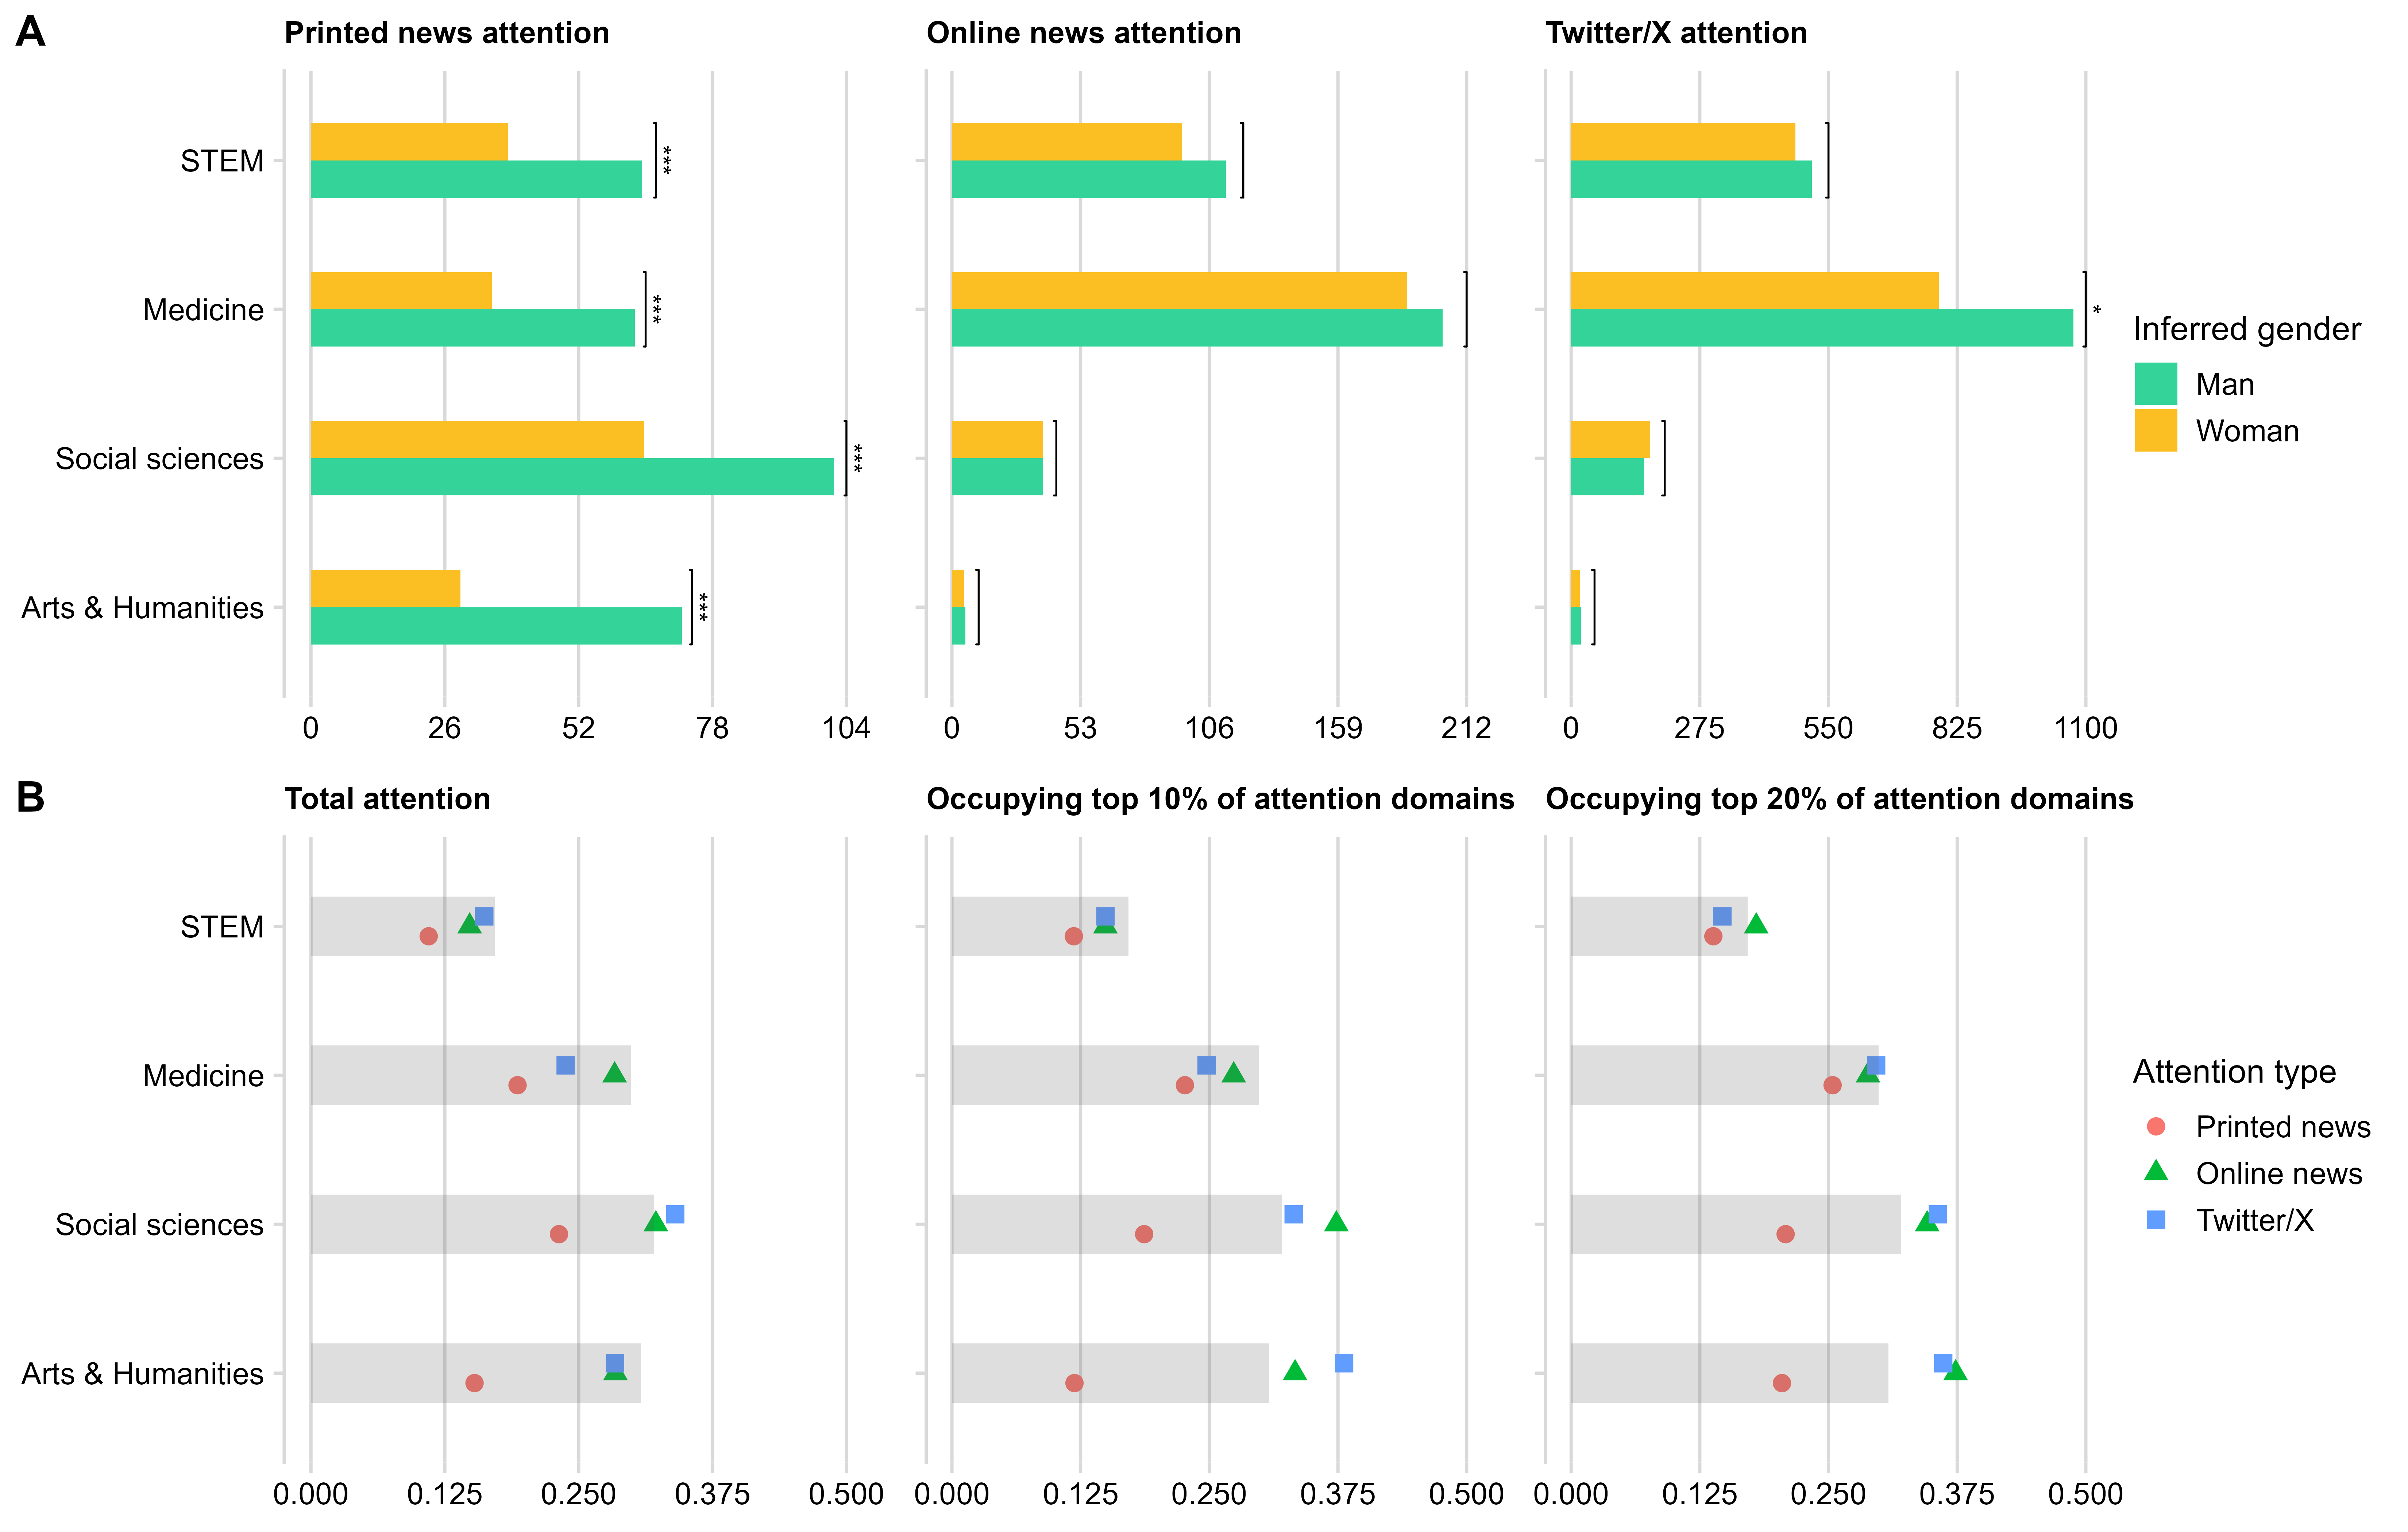 A
Printed news attention
Online news attention
Twitter/X attention
STEM
***
Medicine
***
*
Social sciences
***
Arts & Humanities
***
0 26 52 78 104
0 53 106 159 212
0 275 550 825 1100
Inferred gender
Man
Woman
B
Total attention
Occupying top 10% of attention domains
Occupying top 20% of attention domains
STEM
Medicine
Social sciences
Arts & Humanities
0.000 0.125 0.250 0.375 0.500
0.000 0.125 0.250 0.375 0.500
0.000 0.125 0.250 0.375 0.500
Attention type
Printed news
Online news
Twitter/X